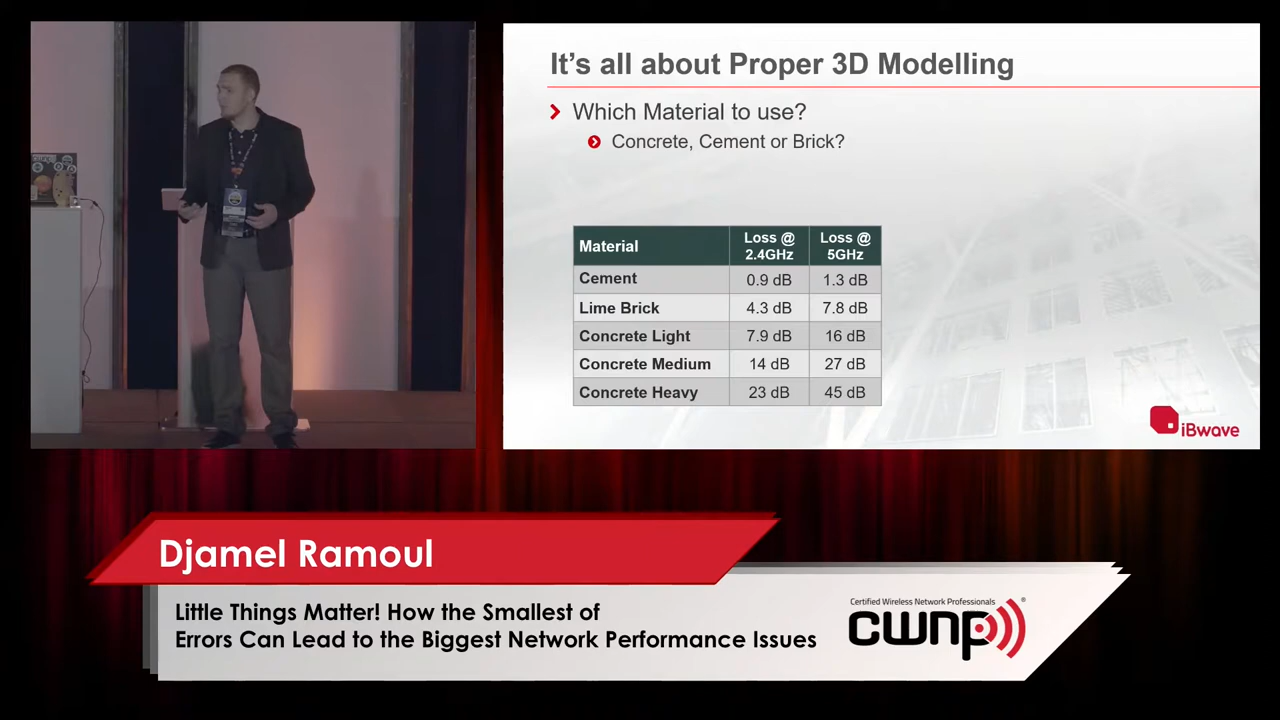 It's all about Proper 3D Modelling
Which Material to use?
Concrete, Cement or Brick?
Material Loss @ 2.4GHz Loss @ 5GHz
Cement 0.9 dB 1.3 dB
Lime Brick 4.3 dB 7.8 dB
Concrete Light 7.9 dB 16 dB
Concrete Medium 14 dB 27 dB
Concrete Heavy 23 dB 45 dB
iBwave
Djamel Ramoul
Little Things Matter! How the Smallest of
Errors Can Lead to the Biggest Network Performance Issues
Certified Wireless Network Professionals
cwnp®